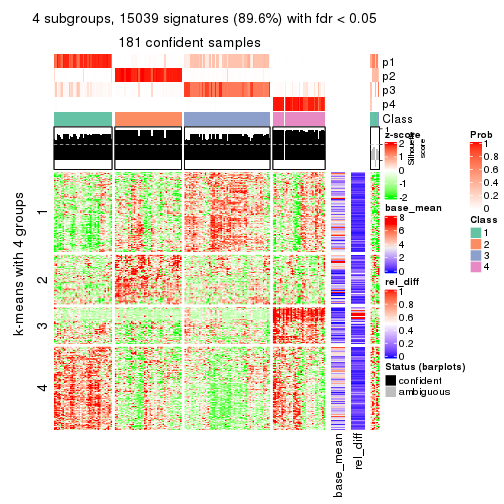 4 subgroups, 15039 signatures (89.6%) with fdr < 0.05
181 confident samples
p1
p2
p3
p4
Class
1
Silhouette
score
k-means with 4 groups
1
2
3
4
base_mean
rel_diff
z-score
2
1
0
-1
-2
base_mean
8
6
4
2
0
rel_diff
1
0.8
0.6
0.4
0.2
0
Status (barplots)
confident
ambiguous
Prob
1
0.8
0.6
0.4
0.2
0
Class
1
2
3
4